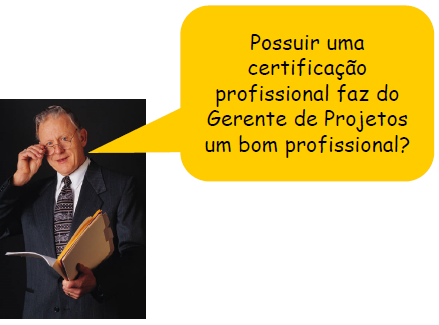 Possuir uma
certificação
profissional faz do
Gerente de Projetos
um bom profissional?